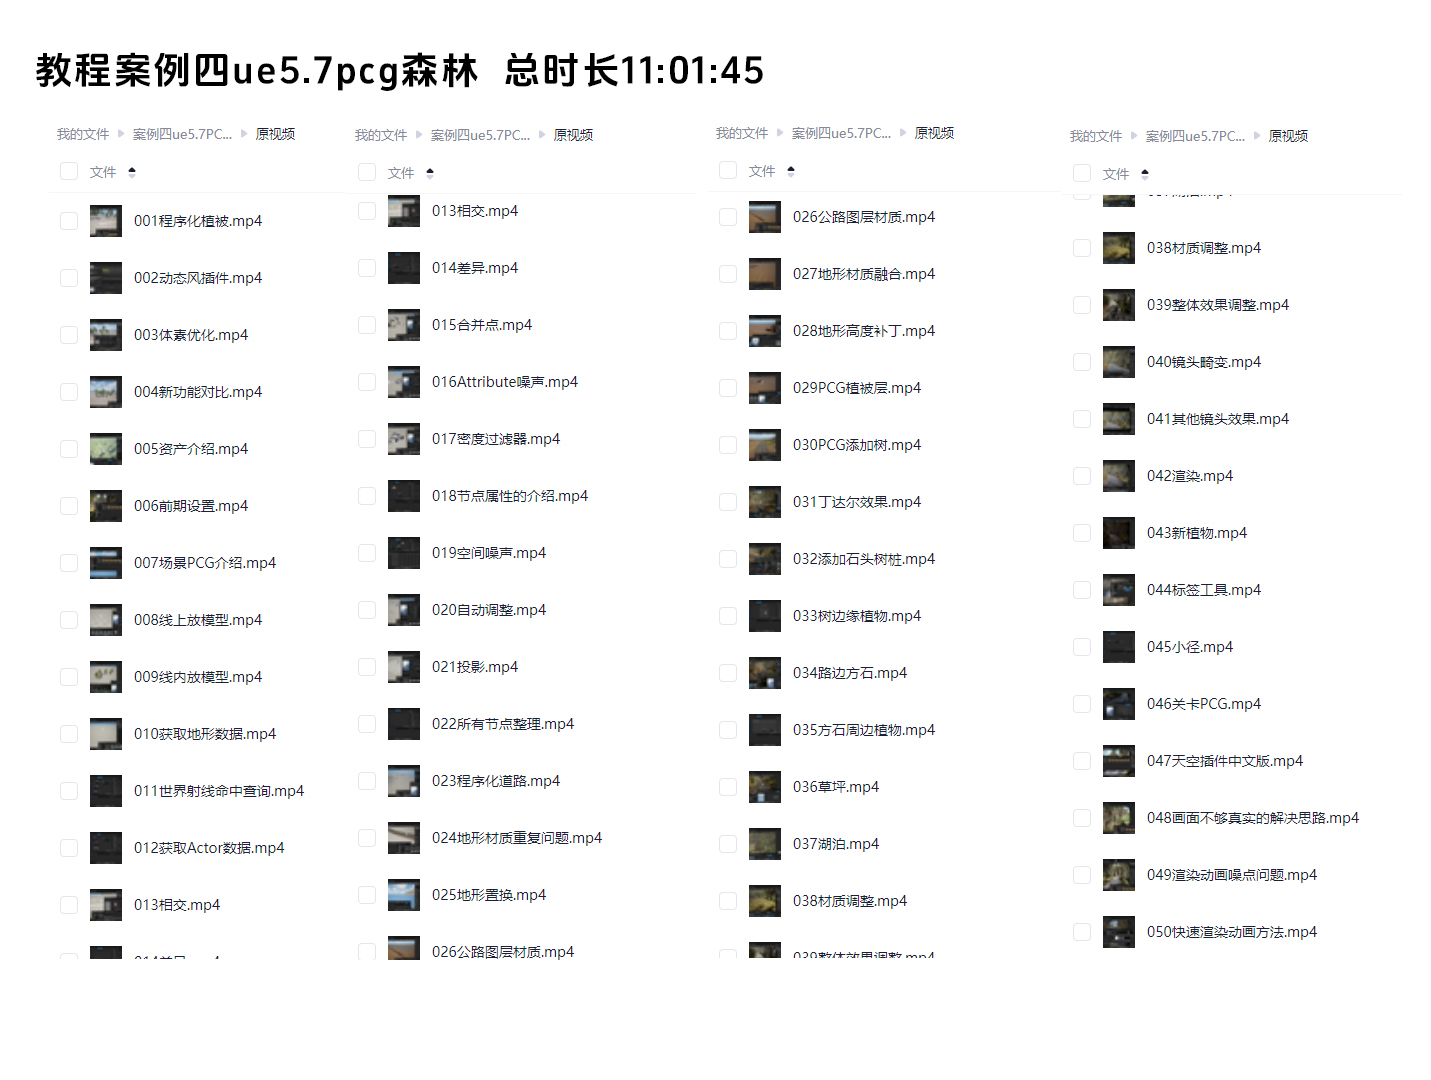 教程案例四ue5.7pcg森林 总时长11:01:45
我的文件 案例四ue5.7PC... 原视频
文件
001程序化植被.mp4
002动态风插件.mp4
003体素优化.mp4
004新功能对比.mp4
005资产介绍.mp4
006前期设置.mp4
007场景PCG介绍.mp4
008线上放模型.mp4
009线内放模型.mp4
010获取地形数据.mp4
011世界射线命中查询.mp4
012获取Actor数据.mp4
013相交.mp4
我的文件 案例四ue5.7PC... 原视频
文件
013相交.mp4
014差异.mp4
015合并点.mp4
016Attribute噪声.mp4
017密度过滤器.mp4
018节点属性的介绍.mp4
019空间噪声.mp4
020自动调整.mp4
021投影.mp4
022所有节点整理.mp4
023程序化道路.mp4
024地形材质重复问题.mp4
025地形置换.mp4
026公路图层材质.mp4
我的文件 案例四ue5.7PC... 原视频
文件
026公路图层材质.mp4
027地形材质融合.mp4
028地形高度补丁.mp4
029PCG植被层.mp4
030PCG添加树.mp4
031丁达尔效果.mp4
032添加石头树桩.mp4
033树边缘植物.mp4
034路边方石.mp4
035方石周边植物.mp4
036草坪.mp4
037湖泊.mp4
038材质调整.mp4
039整体效果调整.mp4
我的文件 案例四ue5.7PC... 原视频
文件
038材质调整.mp4
039整体效果调整.mp4
040镜头畸变.mp4
041其他镜头效果.mp4
042渲染.mp4
043新植物.mp4
044标签工具.mp4
045小径.mp4
046关卡PCG.mp4
047天空插件中文版.mp4
048画面不够真实的解决思路.mp4
049渲染动画噪点问题.mp4
050快速渲染动画方法.mp4